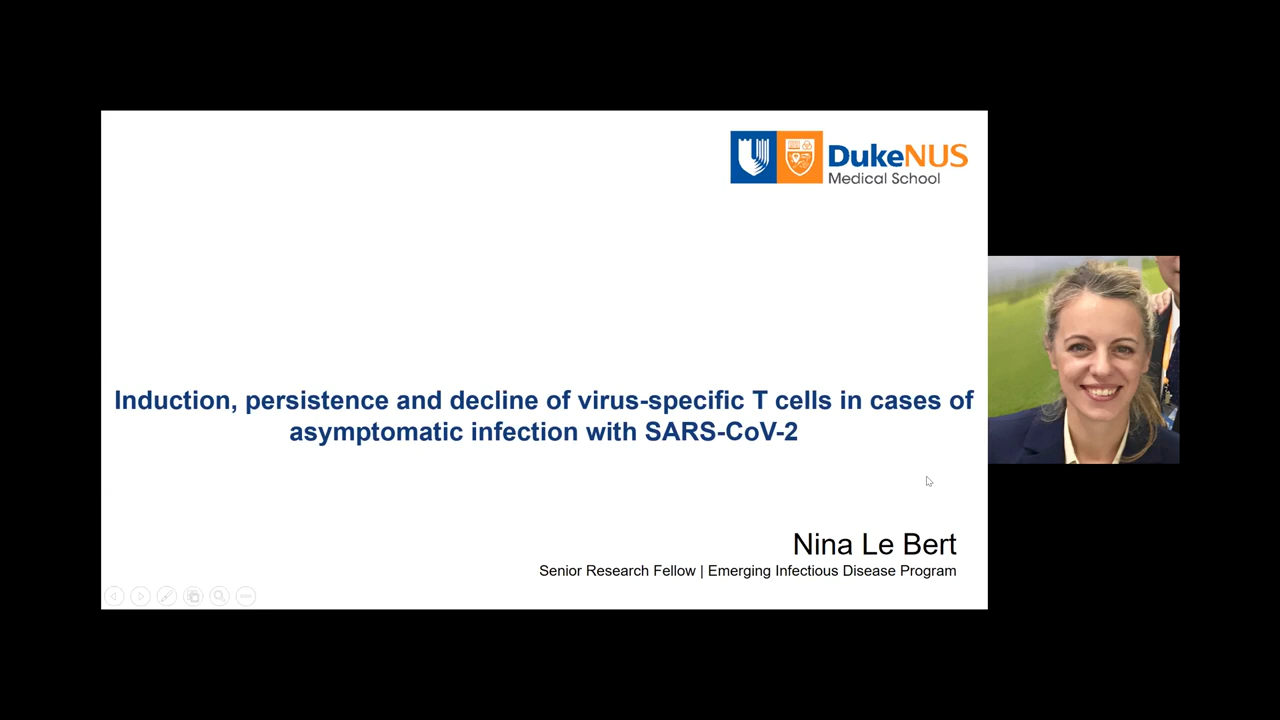 DukeNUS
Medical School
Induction, persistence and decline of virus-specific T cells in cases of
asymptomatic infection with SARS-CoV-2
Nina Le Bert
Senior Research Fellow | Emerging Infectious Disease Program